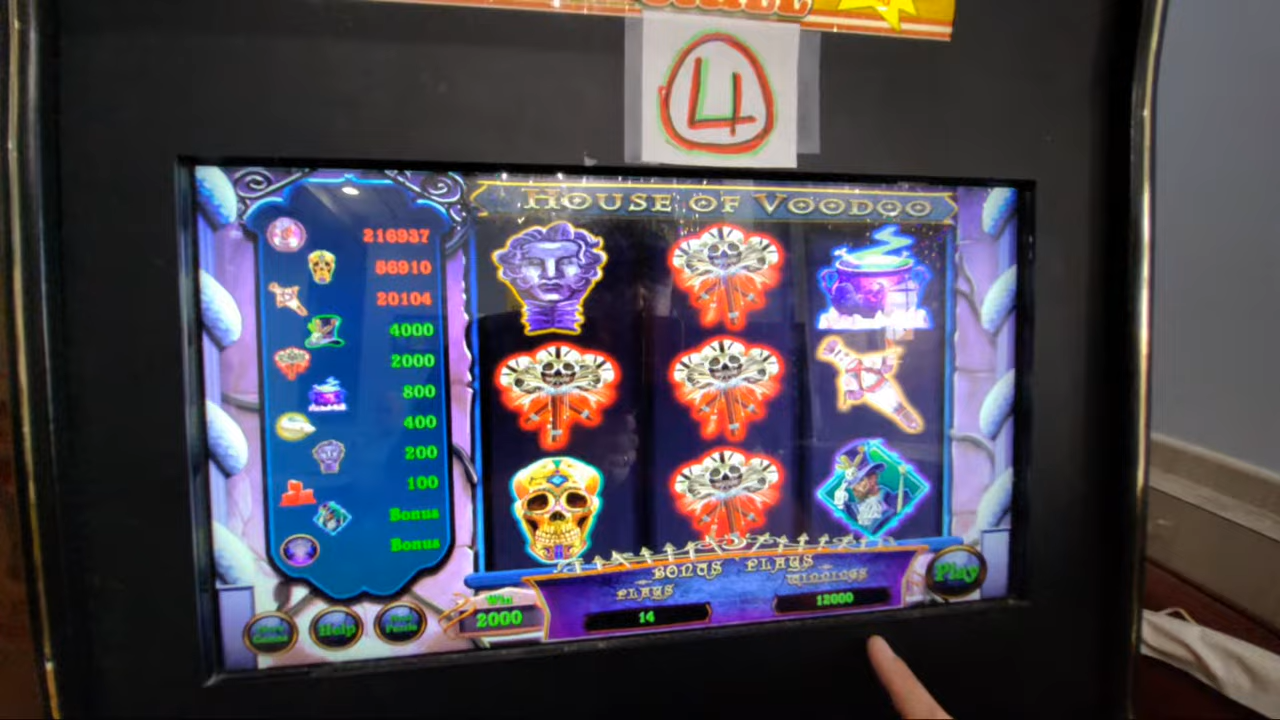 4
HOUSE OF VOODOO
216937
56910
20104
4000
2000
800
400
200
100
Bonus
Bonus
BONUS PLAYS
PLAYS
WINNINGS
14
12000
Win
2000
Help
Play